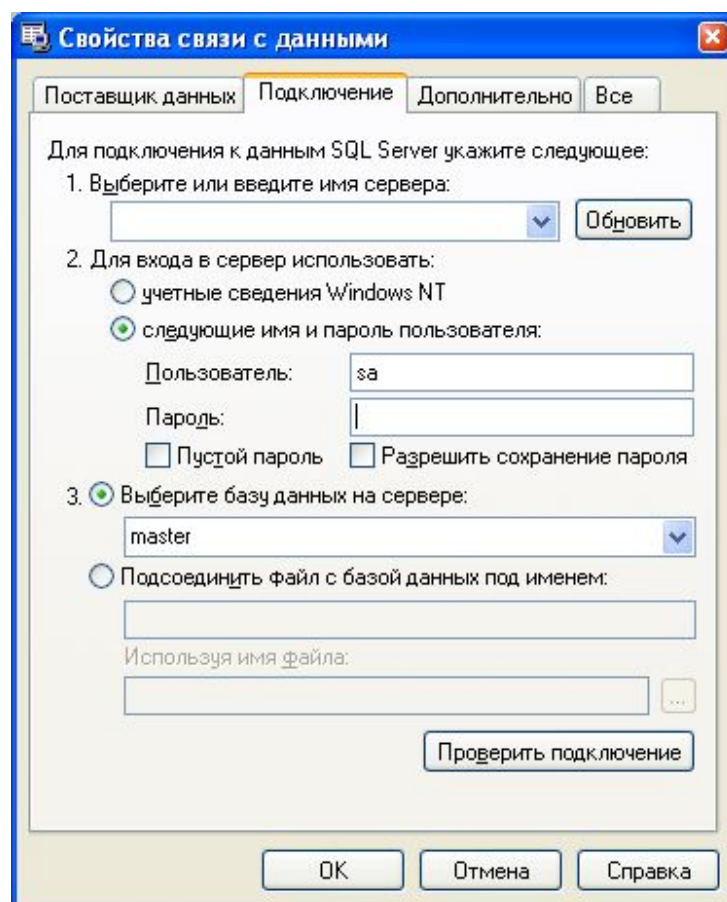 Свойства связи с данными
Поставщик данных Подключение Дополнительно Все
Для подключения к данным SQL Server укажите следующее:
1. Выберите или введите имя сервера:
Обновить
2. Для входа в сервер использовать:
учетные сведения Windows NT
следующие имя и пароль пользователя:
Пользователь: sa
Пароль:
Пустой пароль Разрешить сохранение пароля
3. Выберите базу данных на сервере:
master
Подсоединить файл с базой данных под именем:
Используя имя файла:
...
Проверить подключение
OK Отмена Справка